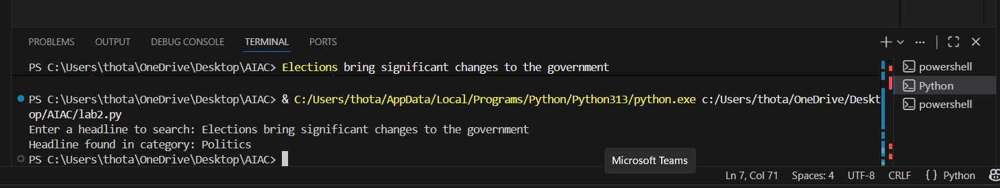 PROBLEMS OUTPUT DEBUG CONSOLE TERMINAL PORTS
PS C:\Users\thota\OneDrive\Desktop\AIAC> Elections bring significant changes to the government
powershell
Python
powershell
PS C:\Users\thota\OneDrive\Desktop\AIAC> & C:/Users/thota/AppData/Local/Programs/Python/Python313/python.exe c:/Users/thota/OneDrive/Deskt
op/AIAC/lab2.py
Enter a headline to search: Elections bring significant changes to the government
Headline found in category: Politics
PS C:\Users\thota\OneDrive\Desktop\AIAC>
Microsoft Teams
Ln 7, Col 71 Spaces: 4 UTF-8 CRLF {} Python